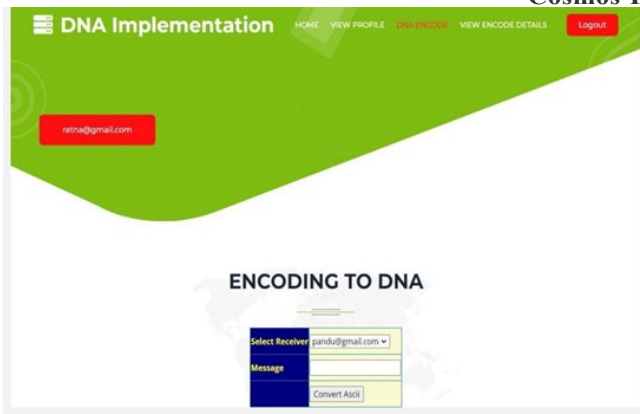 DNA Implementation HOME VIEW PROFILE DNA ENCODE VIEW ENCODE DETAILS Logout
ratna@gmail.com
ENCODING TO DNA
Select Receiver pandu@gmail.com
Message
Convert Ascii